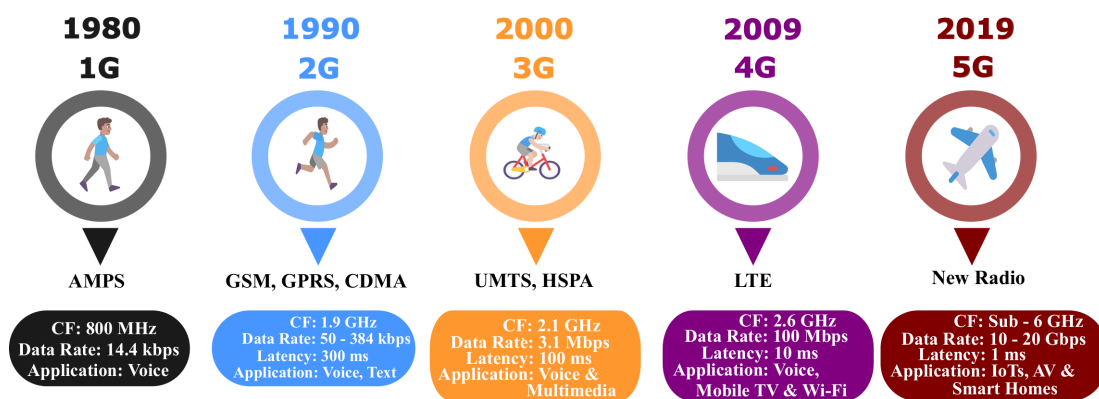 1980
1G
AMPS
CF: 800 MHz
Data Rate: 14.4 kbps
Application: Voice
1990
2G
GSM, GPRS, CDMA
CF: 1.9 GHz
Data Rate: 50 - 384 kbps
Latency: 300 ms
Application: Voice, Text
2000
3G
UMTS, HSPA
CF: 2.1 GHz
Data Rate: 3.1 Mbps
Latency: 100 ms
Application: Voice &
Multimedia
2009
4G
LTE
CF: 2.6 GHz
Data Rate: 100 Mbps
Latency: 10 ms
Application: Voice,
Mobile TV & Wi-Fi
2019
5G
New Radio
CF: Sub - 6 GHz
Data Rate: 10 - 20 Gbps
Latency: 1 ms
Application: IoTs, AV &
Smart Homes